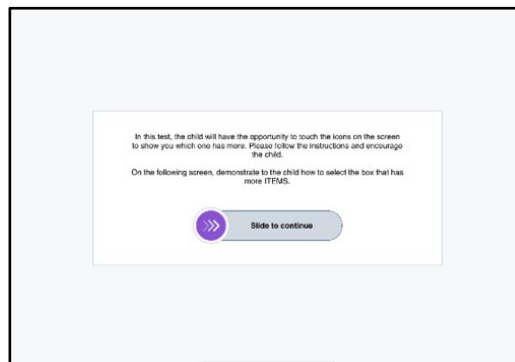 In this test, the child will have the opportunity to touch the icons on the screen
to show you which one has more. Please follow the instructions and encourage
the child.
On the following screen, demonstrate to the child how to select the box that has
more ITEMS.
Slide to continue